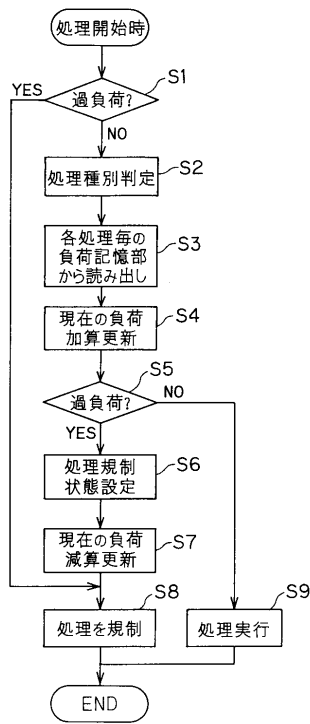 処理開始時
YES
過負荷?
S1
NO
処理種別判定
S2
各処理毎の
負荷記憶部
から読み出し
S3
現在の負荷
加算更新
S4
過負荷?
S5
NO
YES
処理規制
状態設定
S6
現在の負荷
減算更新
S7
処理を規制
S8
処理実行
S9
END